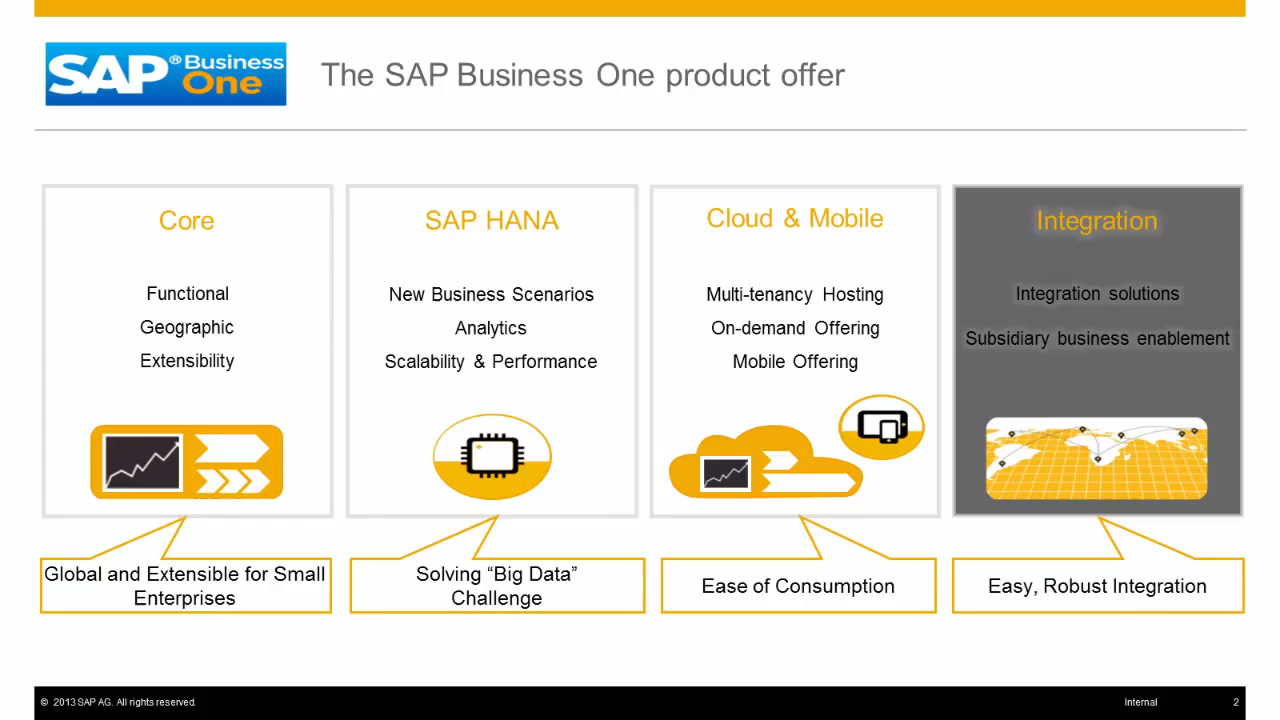 SAP® Business One
The SAP Business One product offer
Core
Functional
Geographic
Extensibility
Global and Extensible for Small
Enterprises
SAP HANA
New Business Scenarios
Analytics
Scalability & Performance
Solving “Big Data”
Challenge
Cloud & Mobile
Multi-tenancy Hosting
On-demand Offering
Mobile Offering
Ease of Consumption
Integration
Integration solutions
Subsidiary business enablement
Easy, Robust Integration
© 2013 SAP AG. All rights reserved.
Internal
2